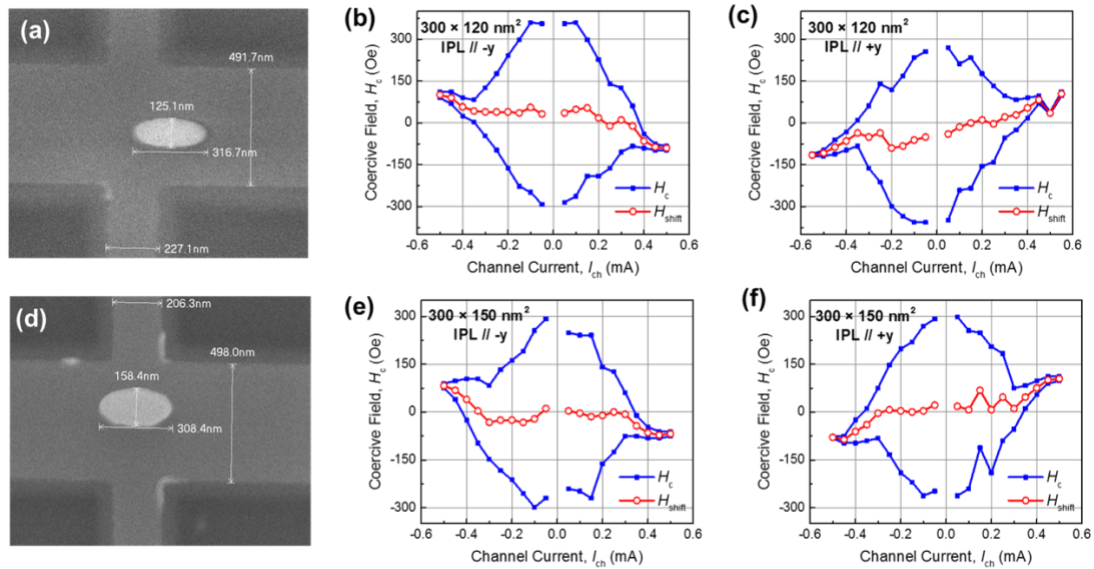 (a)
491.7nm
125.1nm
316.7nm
227.1nm
(b)
300 × 120 nm²
IPL // -y
Coercive Field, Hc (Oe)
300
150
0
-150
-300
Hc
Hshift
-0.6 -0.4 -0.2 0.0 0.2 0.4 0.6
Channel Current, Ich (mA)
(c)
300 × 120 nm²
IPL // +y
Coercive Field, Hc (Oe)
300
150
0
-150
-300
Hc
Hshift
-0.6 -0.4 -0.2 0.0 0.2 0.4 0.6
Channel Current, Ich (mA)
(d)
206.3nm
498.0nm
158.4nm
308.4nm
(e)
300 × 150 nm²
IPL // -y
Coercive Field, Hc (Oe)
300
150
0
-150
-300
Hc
Hshift
-0.6 -0.4 -0.2 0.0 0.2 0.4 0.6
Channel Current, Ich (mA)
(f)
300 × 150 nm²
IPL // +y
Coercive Field, Hc (Oe)
300
150
0
-150
-300
Hc
Hshift
-0.6 -0.4 -0.2 0.0 0.2 0.4 0.6
Channel Current, Ich (mA)